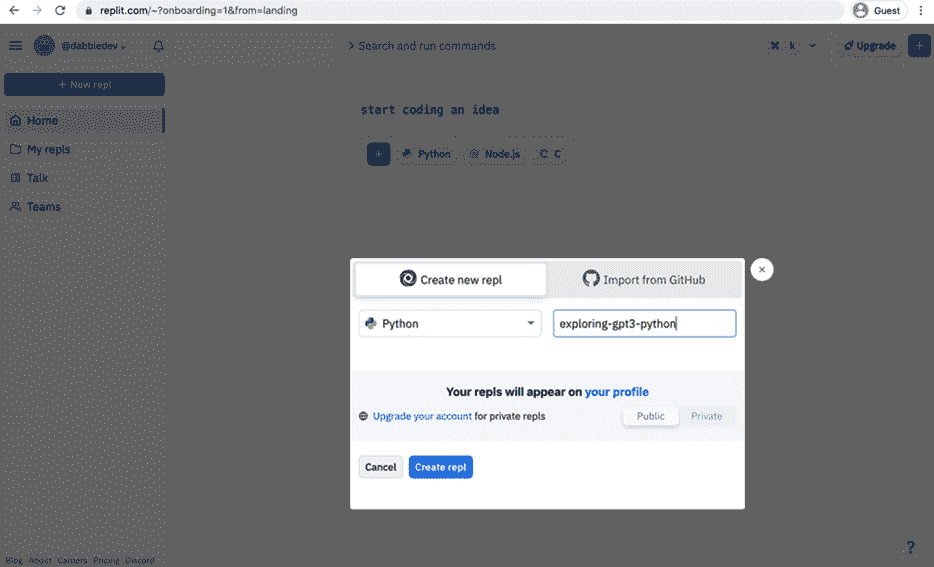 replit.com/~?onboarding=1&from=landing
Guest
@dabbledev
> Search and run commands
⌘ k
Upgrade
+
+ New repl
Home
My repls
Talk
Teams
start coding an idea
+ Python Node.js C C
Create new repl
Import from GitHub
×
Python
exploring-gpt3-python
Your repls will appear on your profile
Upgrade your account for private repls
Public
Private
Cancel
Create repl
Blog About Careers Pricing Discord
?